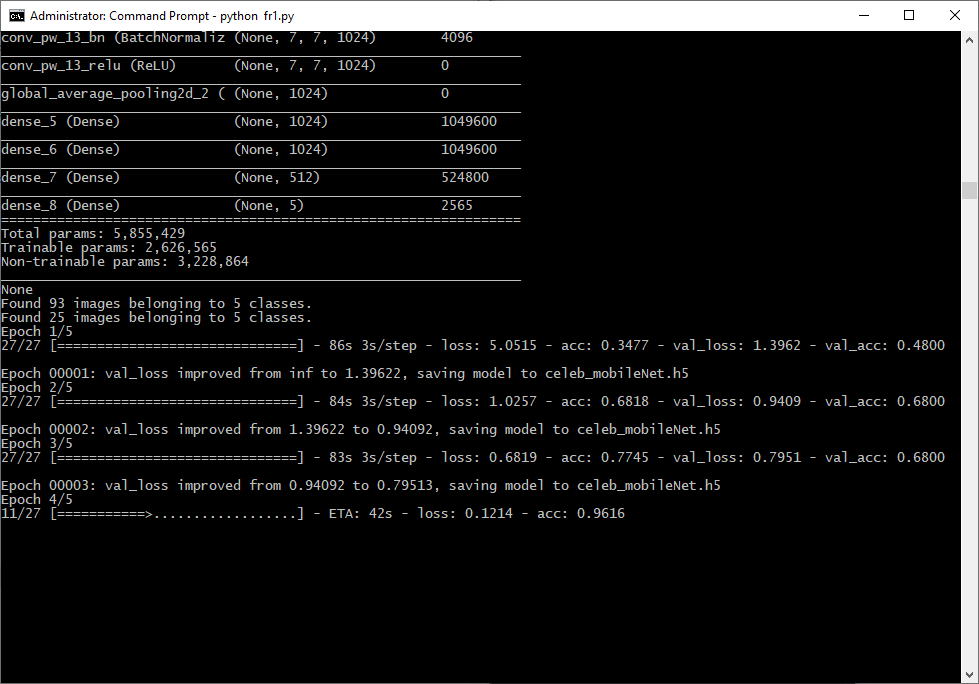 Administrator: Command Prompt - python fr1.py
conv_pw_13_bn (BatchNormaliz (None, 7, 7, 1024) 4096
_________________________________________________________________
conv_pw_13_relu (ReLU) (None, 7, 7, 1024) 0
_________________________________________________________________
global_average_pooling2d_2 ( (None, 1024) 0
_________________________________________________________________
dense_5 (Dense) (None, 1024) 1049600
_________________________________________________________________
dense_6 (Dense) (None, 1024) 1049600
_________________________________________________________________
dense_7 (Dense) (None, 512) 524800
_________________________________________________________________
dense_8 (Dense) (None, 5) 2565
=================================================================
Total params: 5,855,429
Trainable params: 2,626,565
Non-trainable params: 3,228,864
_________________________________________________________________
None
Found 93 images belonging to 5 classes.
Found 25 images belonging to 5 classes.
Epoch 1/5
27/27 [==============================] - 86s 3s/step - loss: 5.0515 - acc: 0.3477 - val_loss: 1.3962 - val_acc: 0.4800
Epoch 00001: val_loss improved from inf to 1.39622, saving model to celeb_mobileNet.h5
Epoch 2/5
27/27 [==============================] - 84s 3s/step - loss: 1.0257 - acc: 0.6818 - val_loss: 0.9409 - val_acc: 0.6800
Epoch 00002: val_loss improved from 1.39622 to 0.94092, saving model to celeb_mobileNet.h5
Epoch 3/5
27/27 [==============================] - 83s 3s/step - loss: 0.6819 - acc: 0.7745 - val_loss: 0.7951 - val_acc: 0.6800
Epoch 00003: val_loss improved from 0.94092 to 0.79513, saving model to celeb_mobileNet.h5
Epoch 4/5
11/27 [===========>..................] - ETA: 42s - loss: 0.1214 - acc: 0.9616